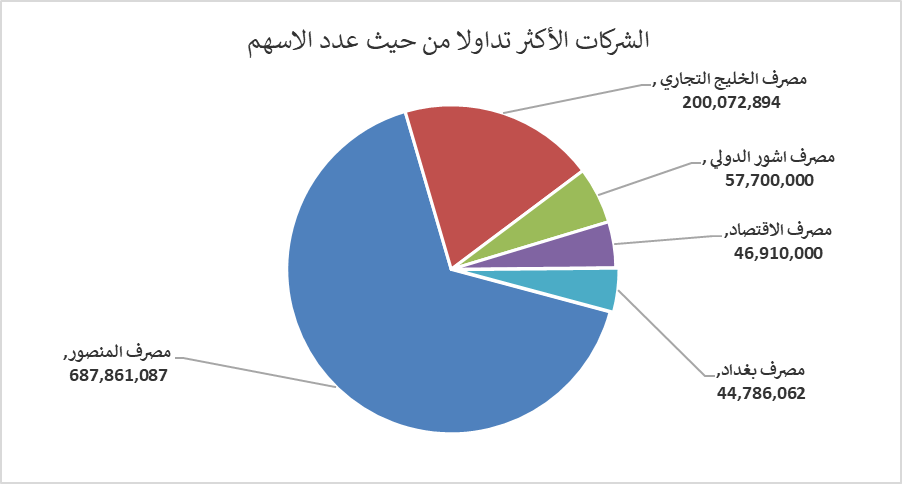 الشركات الأكثر تداولا من حيث عدد الاسهم
مصرف الخليج التجاري ,
200,072,894
مصرف اشور الدولي ,
57,700,000
مصرف الاقتصاد,
46,910,000
مصرف بغداد,
44,786,062
مصرف المنصور,
687,861,087